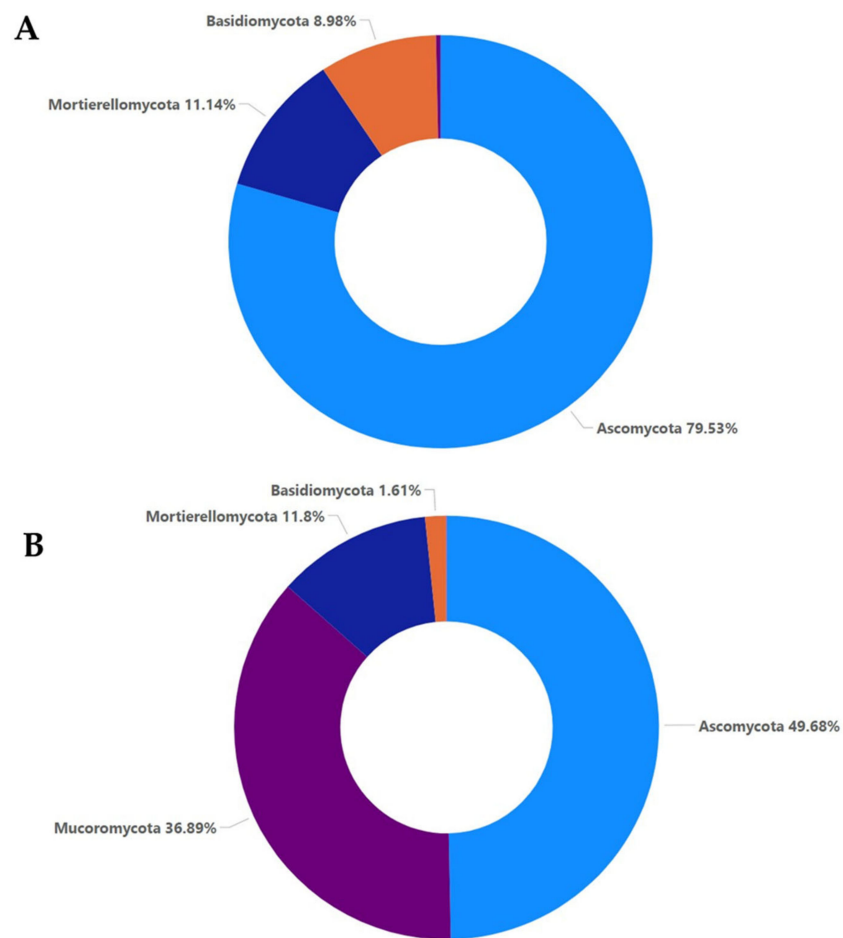 A
Basidiomycota 8.98%
Mortierellomycota 11.14%
Ascomycota 79.53%
B
Basidiomycota 1.61%
Mortierellomycota 11.8%
Ascomycota 49.68%
Mucoromycota 36.89%